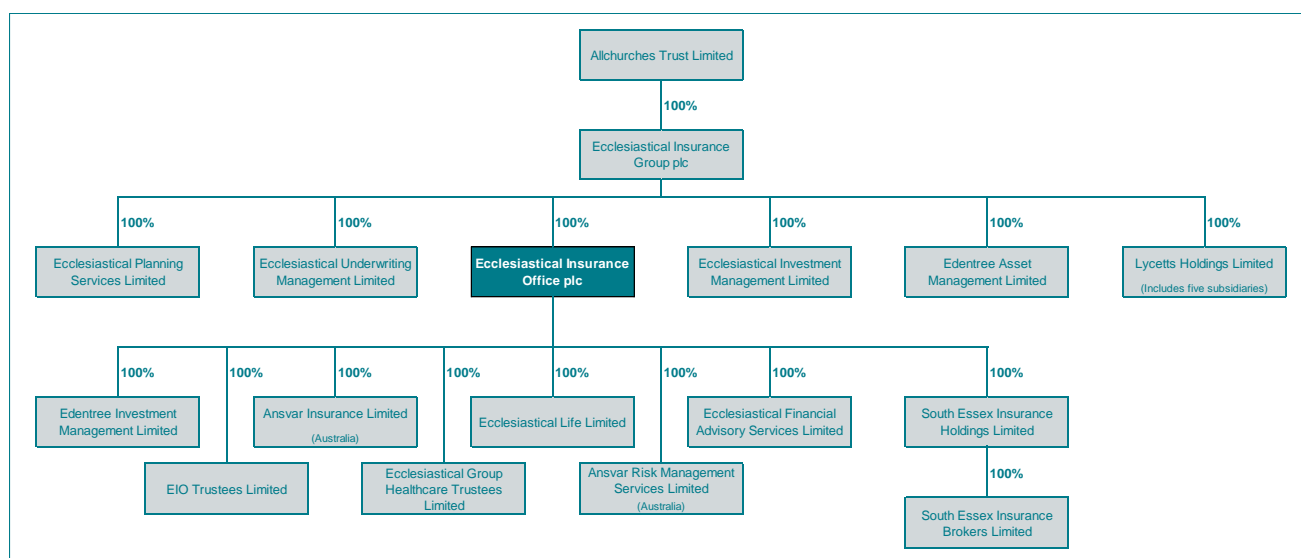 Allchurches Trust Limited
100%
Ecclesiastical Insurance
Group plc
100%
100%
100%
100%
100%
100%
Ecclesiastical Planning
Services Limited
Ecclesiastical Underwriting
Management Limited
Ecclesiastical Insurance
Office plc
Ecclesiastical Investment
Management Limited
Edentree Asset
Management Limited
Lycetts Holdings Limited
(Includes five subsidiaries)
100%
100%
100%
100%
100%
100%
100%
100%
Edentree Investment
Management Limited
Ansvar Insurance Limited
(Australia)
Ecclesiastical Life Limited
Ecclesiastical Financial
Advisory Services Limited
South Essex Insurance
Holdings Limited
EIO Trustees Limited
Ecclesiastical Group
Healthcare Trustees
Limited
Ansvar Risk Management
Services Limited
(Australia)
100%
South Essex Insurance
Brokers Limited